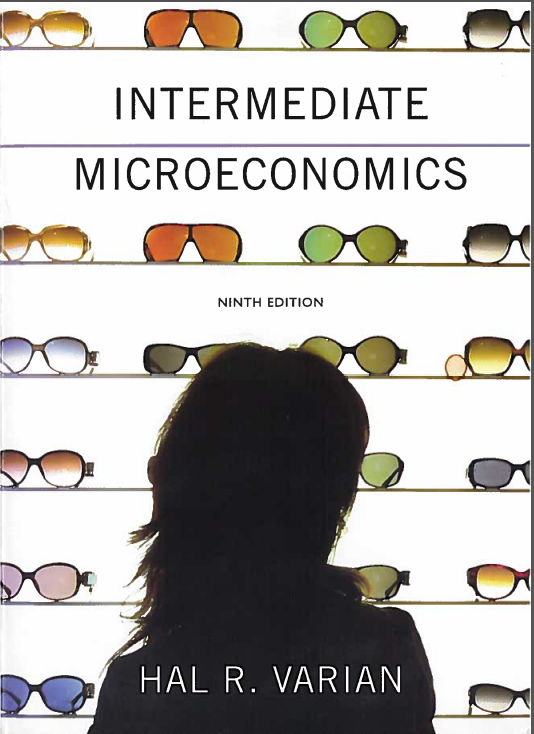 INTERMEDIATE
MICROECONOMICS
NINTH EDITION
HAL R. VARIAN